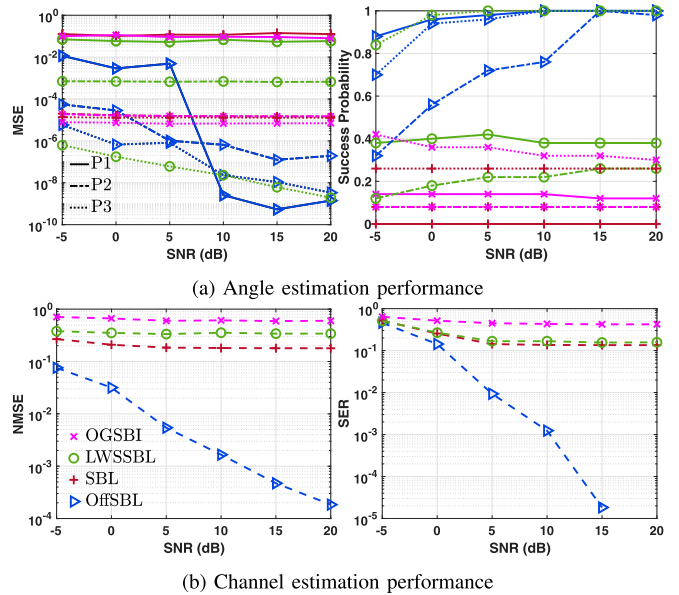 10^0
10^-2
10^-4
10^-6
10^-8
10^-10
MSE
P1
P2
P3
-5 0 5 10 15 20
SNR (dB)
1
0.8
0.6
0.4
0.2
0
Success Probability
-5 0 5 10 15 20
SNR (dB)
(a) Angle estimation performance
10^0
10^-1
10^-2
10^-3
10^-4
NMSE
OGSBI
LWSSBL
SBL
OffSBL
-5 0 5 10 15 20
SNR (dB)
10^0
10^-1
10^-2
10^-3
10^-4
10^-5
SER
-5 0 5 10 15 20
SNR (dB)
(b) Channel estimation performance